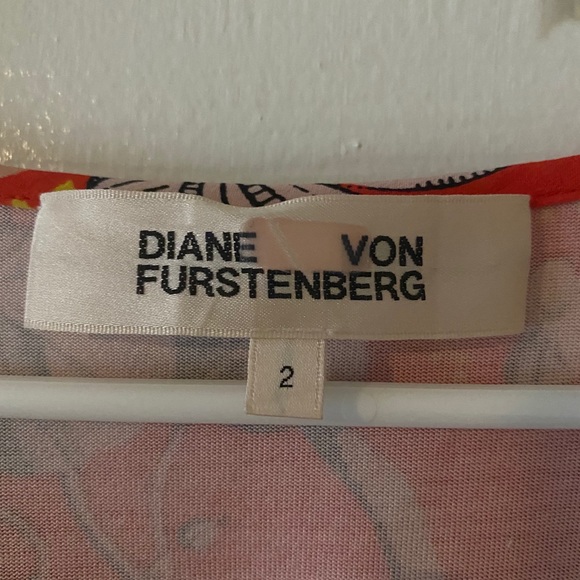 DIANE VON
FURSTENBERG
2